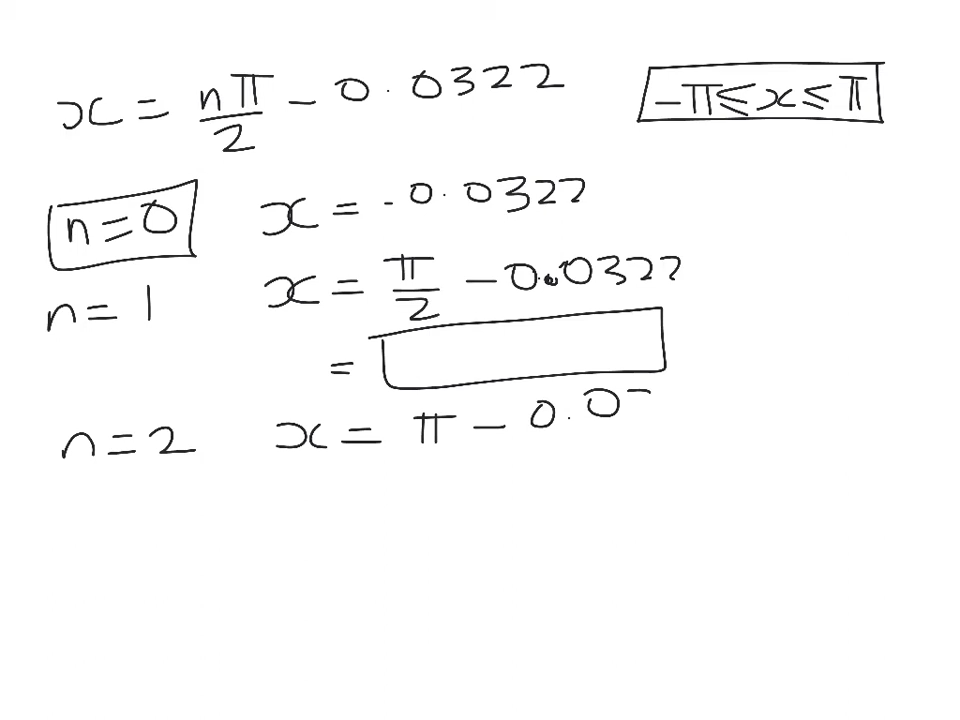 x = nπ/2 - 0.0322 -π ≤ x ≤ π
n = 0 x = -0.0322
n = 1 x = π/2 - 0.0322
=
n = 2 x = π - 0.0